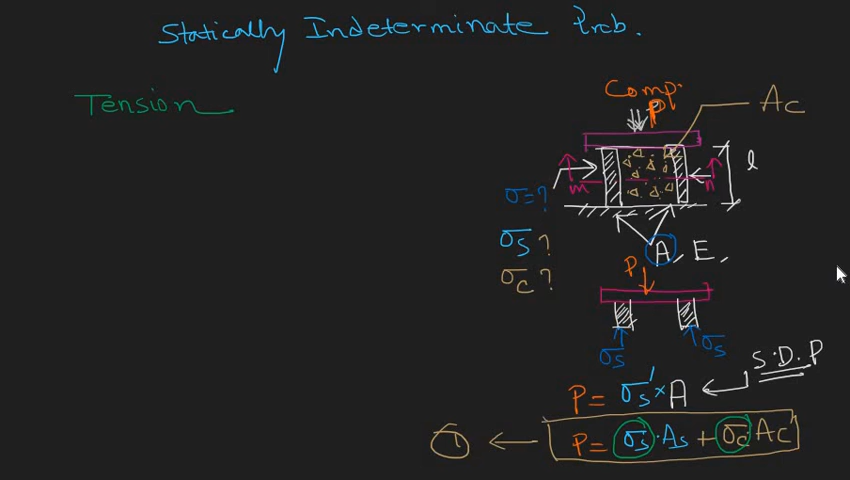 Statically Indeterminate Prob.
Tension
Comp.
P
Ac
m
n
l
σ=?
σs?
σc?
A, E,
P
σs
σs
S.D.P
P = σs' × A
① ← P = σs · As + σc Ac